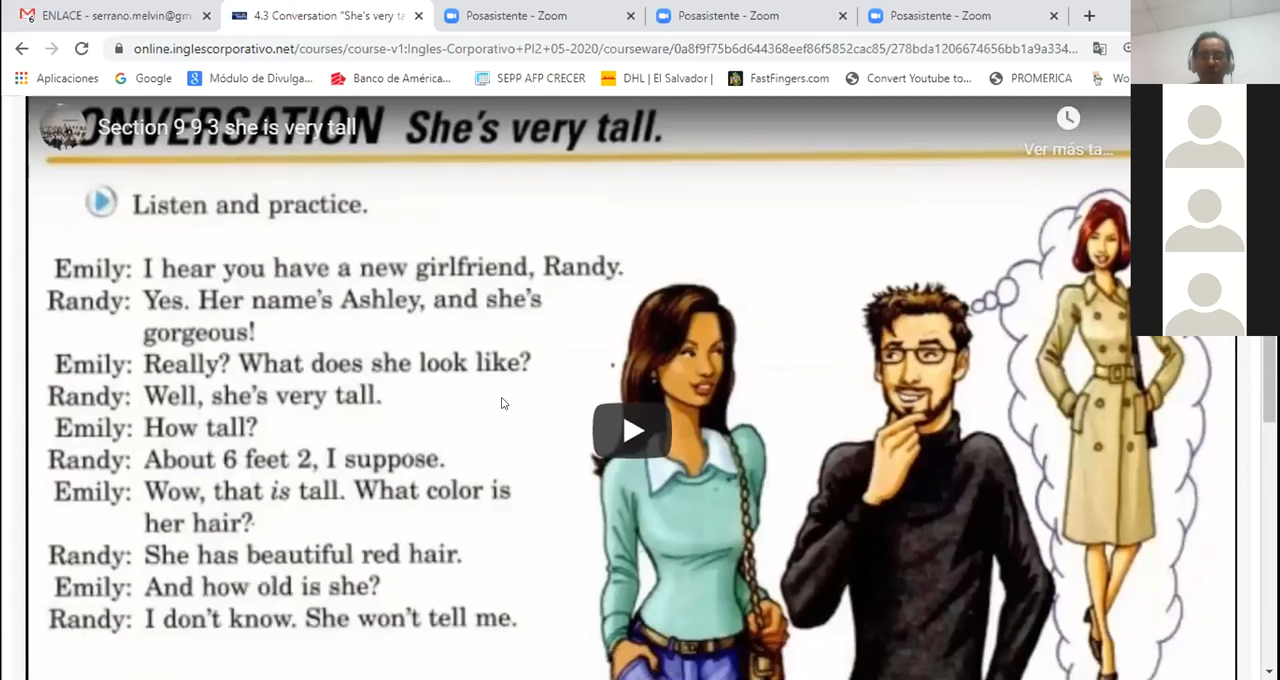 ENLACE - serrano.melvin@gm
4.3 Conversation "She's very ta
Posasistente - Zoom
Posasistente - Zoom
Posasistente - Zoom
online.inglescorporativo.net/courses/course-v1:Ingles-Corporativo+PI2+05-2020/courseware/0a8f9f75b6d644368eef86f5852cac85/278bda1206674656bb1a9a334...
Aplicaciones
Google
Módulo de Divulga...
Banco de América...
SEPP AFP CRECER
DHL | El Salvador |
FastFingers.com
Convert Youtube to...
PROMERICA
Wo
ONVERSATION She's very tall.
Section 9 9 3 she is very tall
Ver más ta...
Listen and practice.
Emily: I hear you have a new girlfriend, Randy.
Randy: Yes. Her name's Ashley, and she's
gorgeous!
Emily: Really? What does she look like?
Randy: Well, she's very tall.
Emily: How tall?
Randy: About 6 feet 2, I suppose.
Emily: Wow, that is tall. What color is
her hair?
Randy: She has beautiful red hair.
Emily: And how old is she?
Randy: I don't know. She won't tell me.